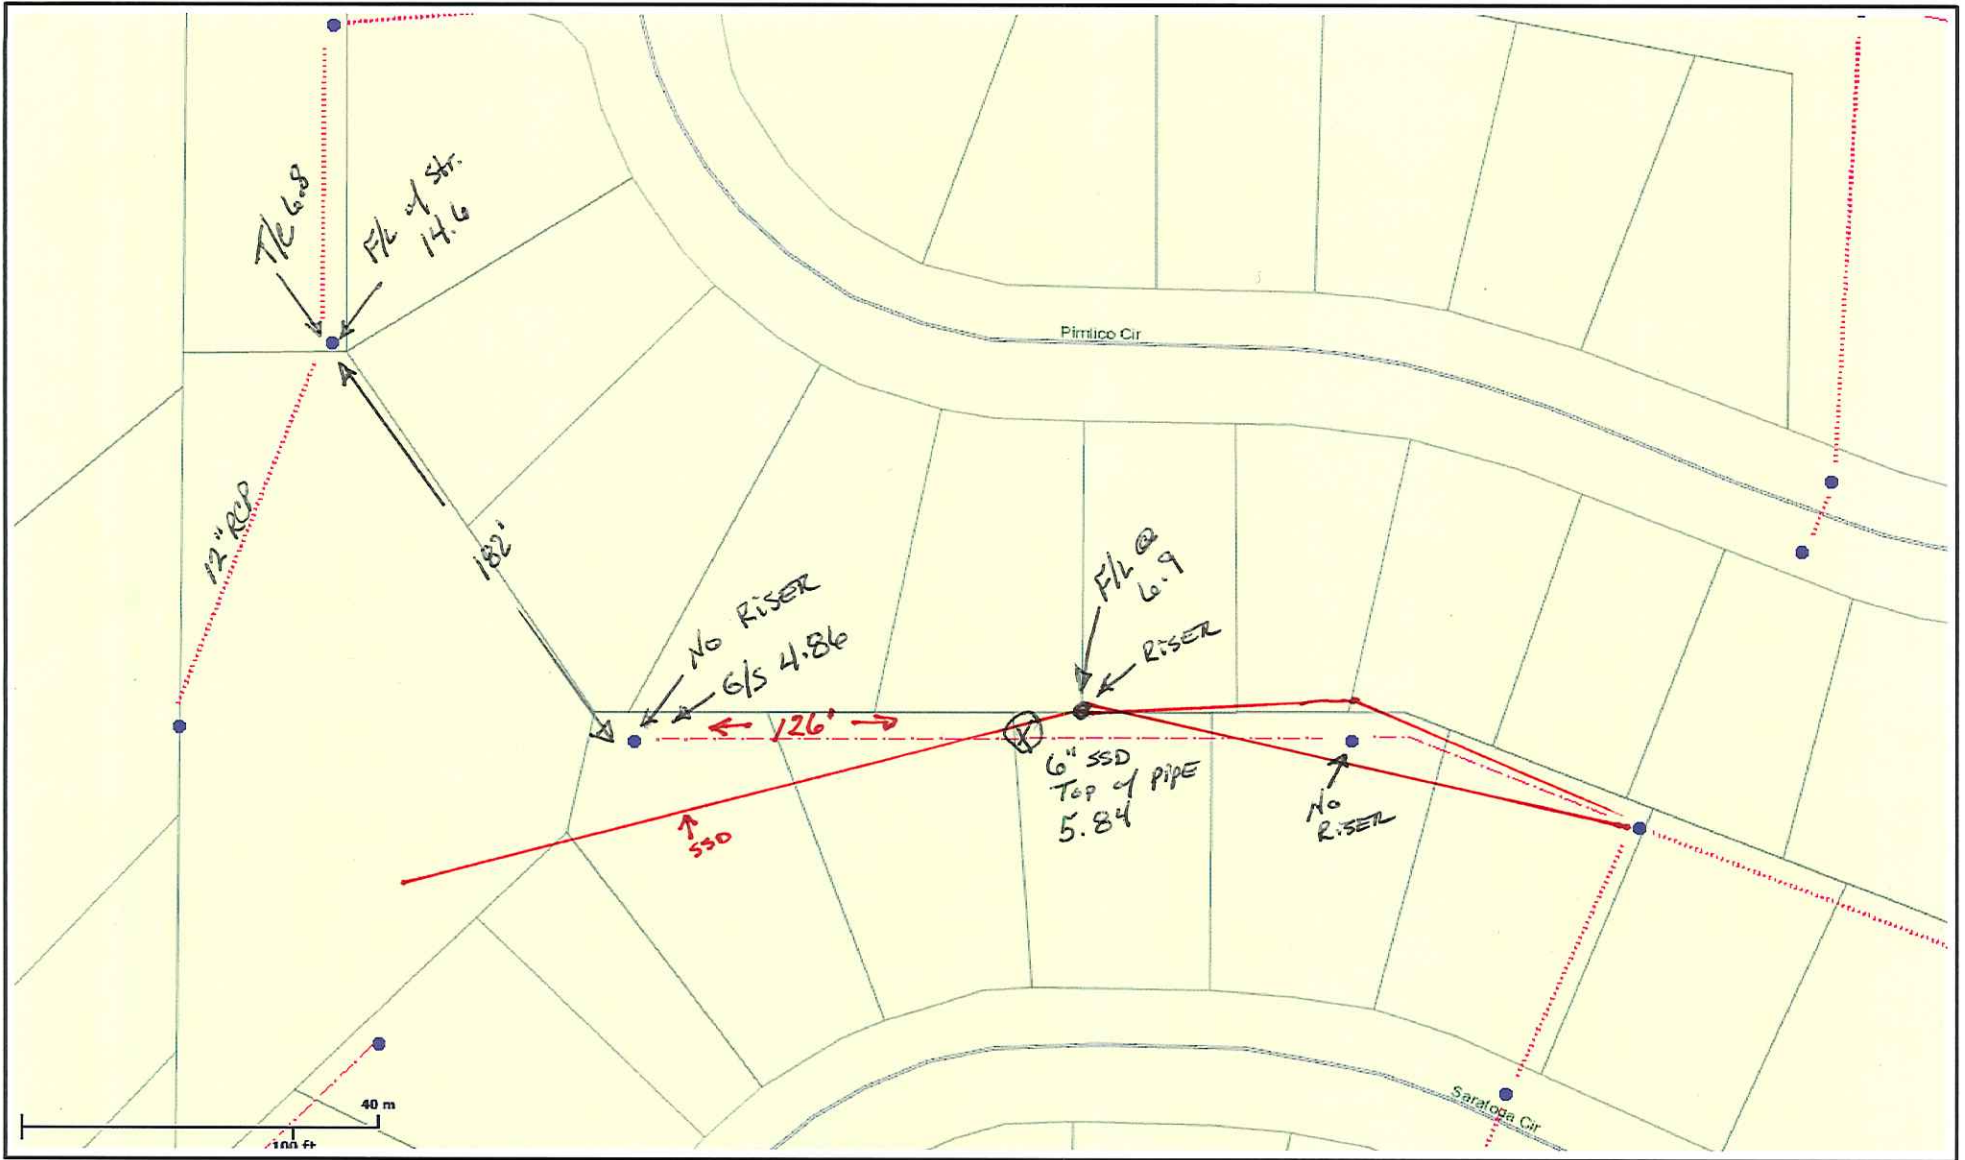 T/C 6.8
F/L of Str.
14.6
12" RCP
182'
Pimlico Cir
No RISER
G/S 4.86
126'
F/L @
6.9
RISER
6" SSD
Top of PIPE
5.84
No
RISER
SSD
40 m
100 ft
Saratoga Cir